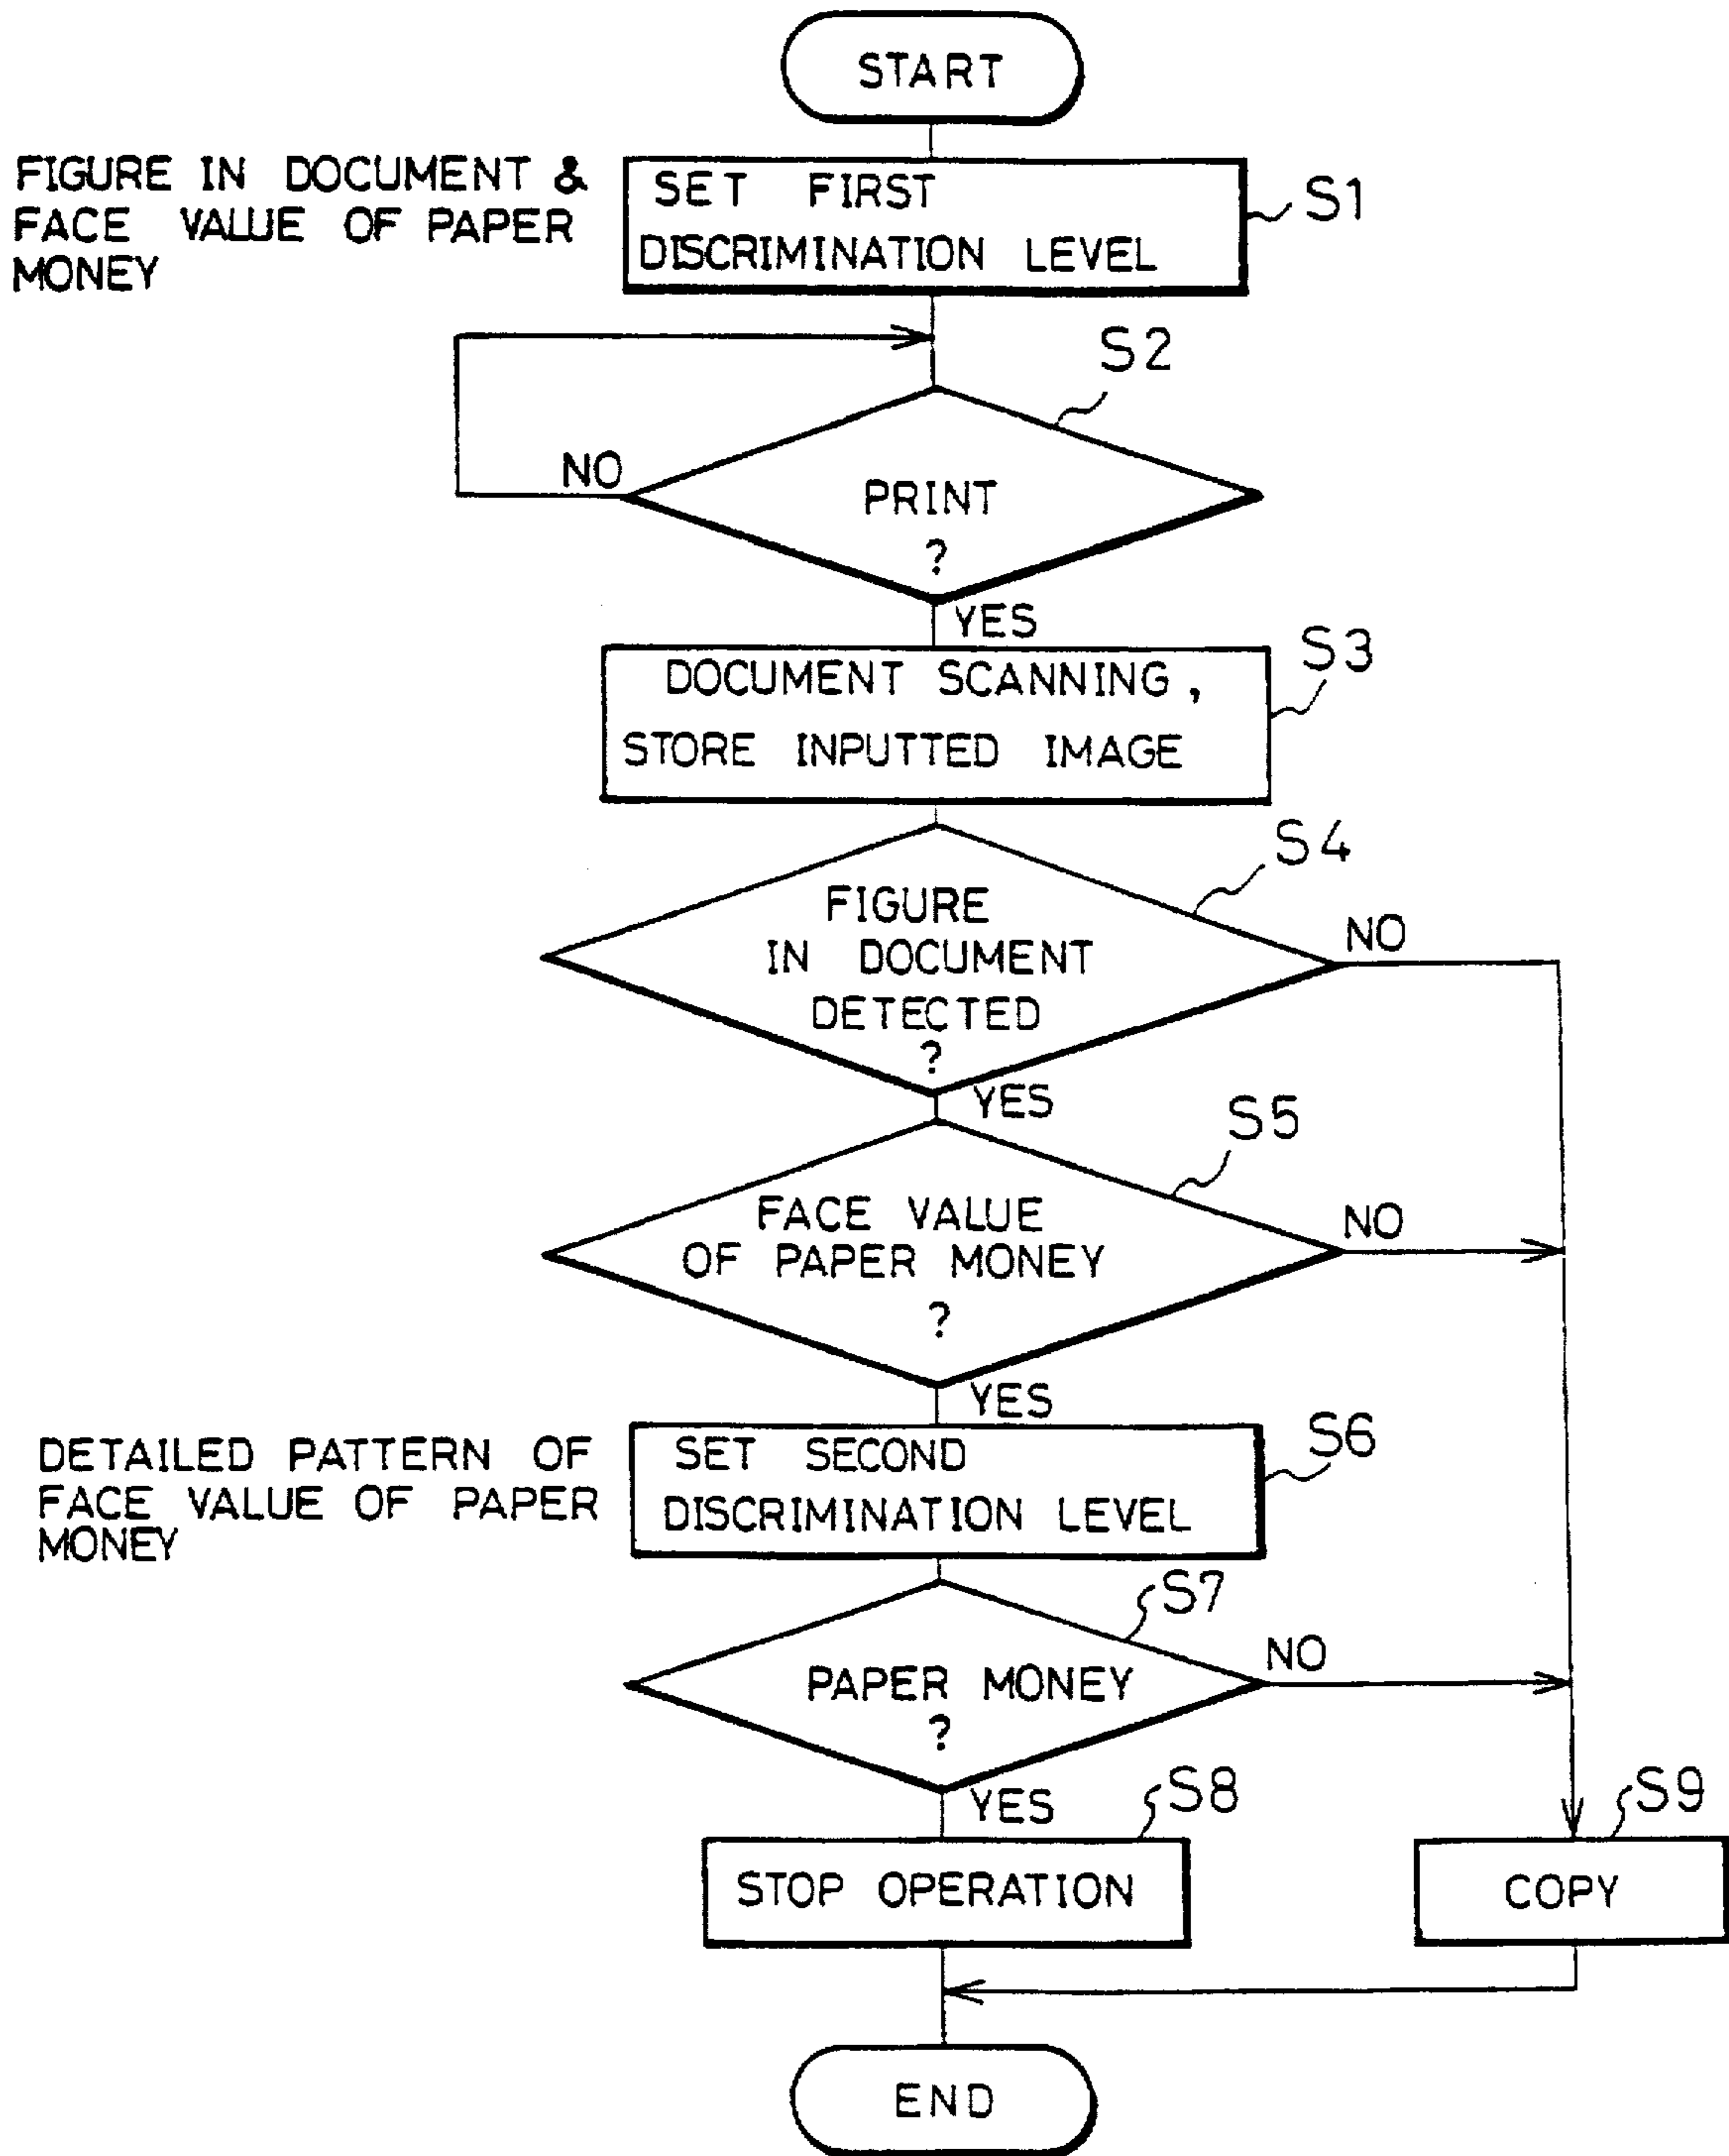 START
FIGURE IN DOCUMENT &
FACE VALUE OF PAPER
MONEY
SET FIRST
DISCRIMINATION LEVEL
S1
S2
NO
PRINT
?
YES
S3
DOCUMENT SCANNING,
STORE INPUTTED IMAGE
S4
FIGURE
IN DOCUMENT
DETECTED
?
NO
YES
S5
FACE VALUE
OF PAPER MONEY
?
NO
YES
DETAILED PATTERN OF
FACE VALUE OF PAPER
MONEY
SET SECOND
DISCRIMINATION LEVEL
S6
S7
PAPER MONEY
?
NO
YES
S8
STOP OPERATION
S9
COPY
END